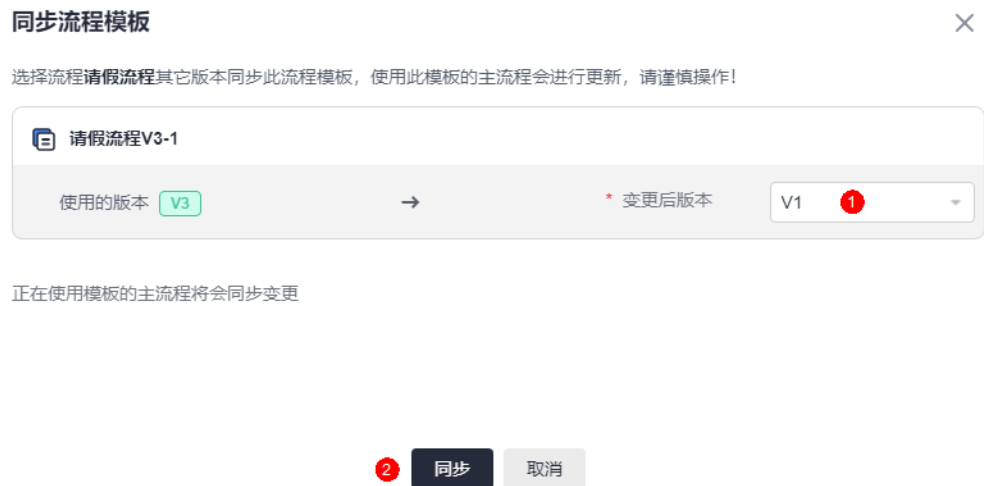 同步流程模板
选择流程请假流程其它版本同步此流程模板，使用此模板的主流程会进行更新，请谨慎操作！
请假流程V3-1
使用的版本 V3 → * 变更后版本 V1 1
正在使用模板的主流程将会同步变更
2 同步 取消